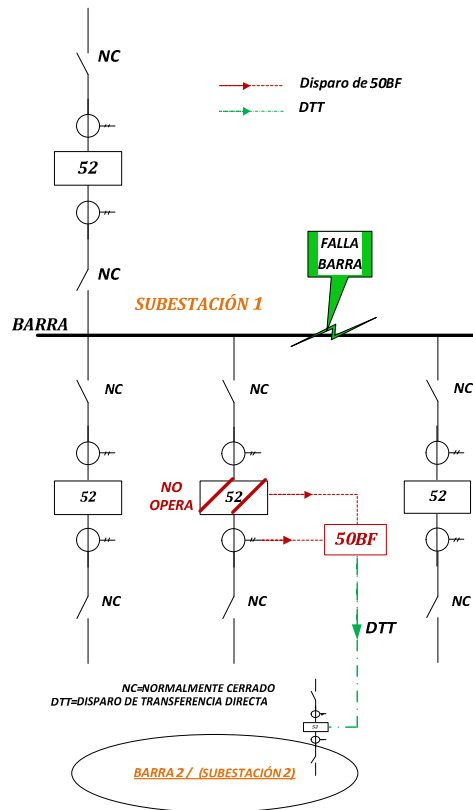 NC
Disparo de 50BF
DTT
52
FALLA
BARRA
NC
SUBESTACIÓN 1
BARRA
NC
NC
NC
NO
OPERA
52
52
52
50BF
NC
NC
NC
DTT
NC=NORMALMENTE CERRADO
DTT=DISPARO DE TRANSFERENCIA DIRECTA
52
BARRA 2 / (SUBESTACIÓN 2)